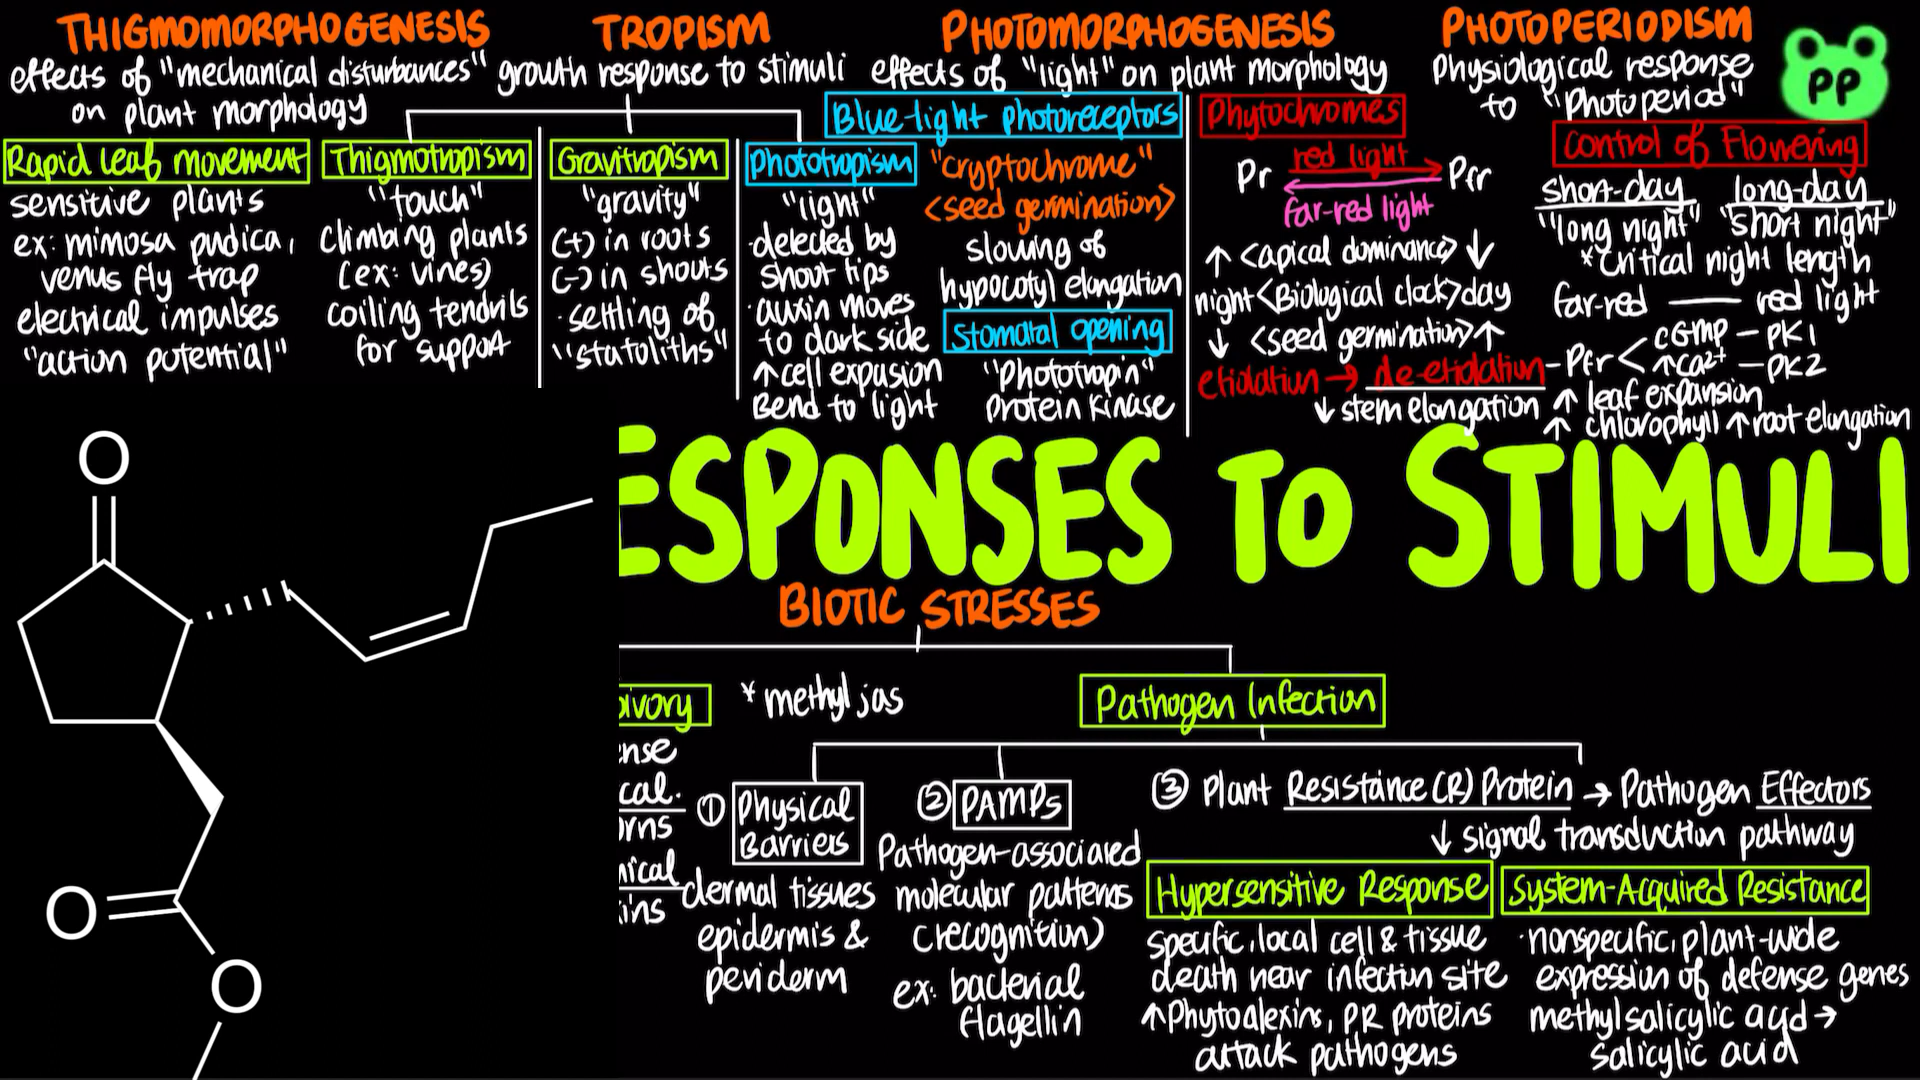 THIGMOMORPHOGENESIS
effects of "mechanical disturbances"
on plant morphology
Rapid leaf movement
sensitive plants
ex: mimosa pudica,
venus fly trap
electrical impulses
"action potential"
Thigmotropism
"touch"
climbing plants
(ex: vines)
coiling tendrils
for support
TROPISM
growth response to stimuli
Gravitropism
"gravity"
(+) in roots
(-) in shouts
· settling of
"statoliths"
Phototropism
"light"
·detected by
shout tips
·auxin moves
to dark side
↑cell expusion
Bend to light
PHOTOMORPHOGENESIS
effects of "light" on plant morphology
Blue-light photoreceptors
"cryptochrome"
<seed germination>
slowing of
hypocotyl elongation
Stomatal opening
"Phototropin"
Protein kinase
Phytochromes
Pr red light Pfr
far-red light
↑ <apical dominance> ↓
night<Biological clock>day
↓ <seed germination> ↑
etiolation → de-etiolation
↓ stem elongation
PHOTOPERIODISM
Physiological response
to "Photoperiod"
PP
Control of Flowering
short-day long-day
"long night" "short night"
*critical night length
far-red — red light
-Pfr < cGMP — PK1
↑Ca2+ — PK2
↑ leaf expansion
↑ chlorophyll ↑root elongation
ESPONSES TO STIMULI
O
O
O
BIOTIC STRESSES
bivory
* methyl jas
Pathogen Infection
ense
ical.
orns
mical
kins
① Physical
Barriers
dermal tissues
epidermis &
periderm
② PAMPs
Pathogen-associated
molecular patterns
(recognition)
ex: bacterial
flagellin
③ Plant Resistance (R) Protein → Pathogen Effectors
↓ signal transduction pathway
Hypersensitive Response
specific, local cell & tissue
death near infection site
↑Phytoalexins, PR proteins
attack pathogens
System-Acquired Resistance
·nonspecific, plant-wide
expression of defense genes
methylsalicylic acid →
salicylic acid